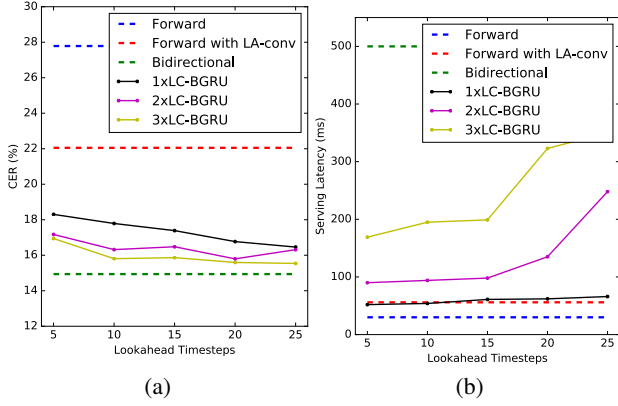 28
26
24
22
20
18
16
14
12
CER (%)
5
10
15
20
25
Lookahead Timesteps
Forward
Forward with LA-conv
Bidirectional
1xLC-BGRU
2xLC-BGRU
3xLC-BGRU
(a)
500
400
300
200
100
0
Serving Latency (ms)
5
10
15
20
25
Lookahead Timesteps
Forward
Forward with LA-conv
Bidirectional
1xLC-BGRU
2xLC-BGRU
3xLC-BGRU
(b)